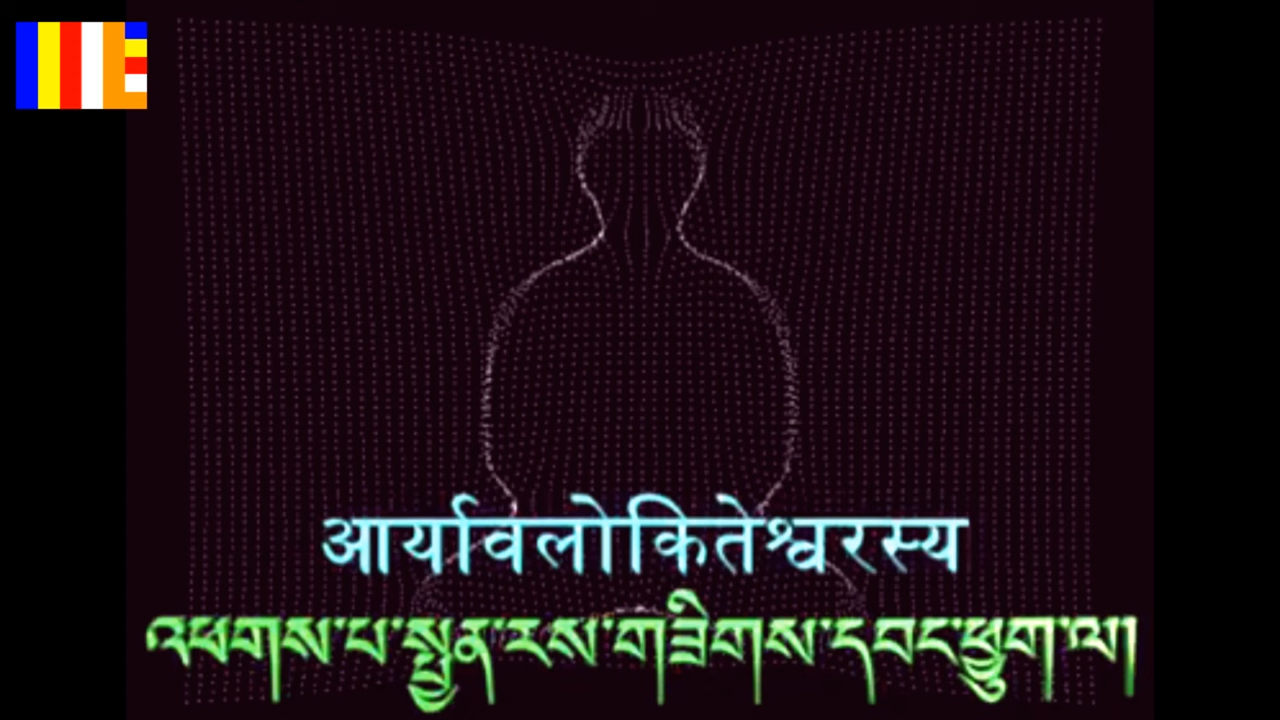 आर्यावलोकितेश्वरस्य
འཕགས་པ་སྤྱན་རས་གཟིགས་དབང་ཕྱུག་ལ།